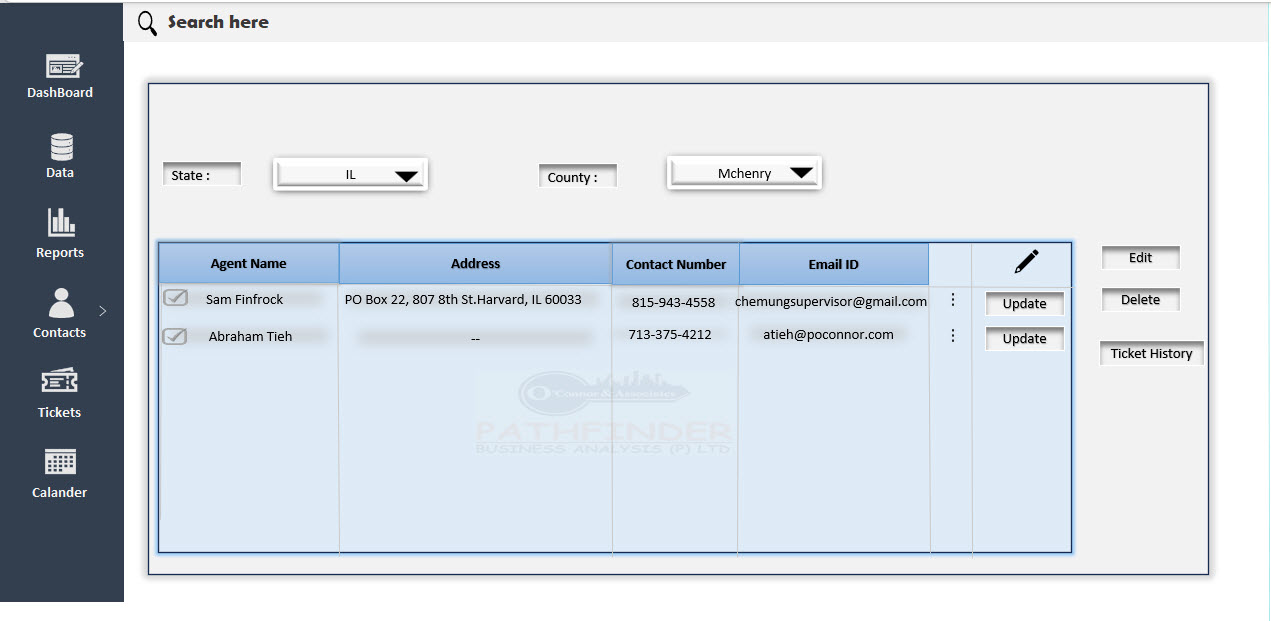 Search here
DashBoard
Data
Reports
Contacts
Tickets
Calander
State :
IL
County :
Mchenry
Agent Name Address Contact Number Email ID
Sam Finfrock PO Box 22, 807 8th St.Harvard, IL 60033 815-943-4558 chemungsupervisor@gmail.com Update
Abraham Tieh -- 713-375-4212 atieh@poconnor.com Update
Edit
Delete
Ticket History
O'Connor & Associates
PATHFINDER
BUSINESS ANALYSIS (P) LTD